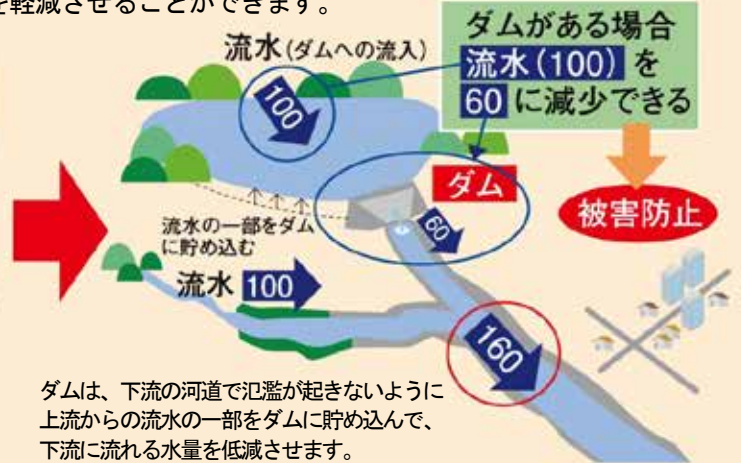 を軽減させることができます。
流水(ダムへの流入)
100
ダムがある場合
流水(100)を
60に減少できる
被害防止
ダム
60
流水の一部をダム
に貯め込む
流水 100
160
ダムは、下流の河道で氾濫が起きないように
上流からの流水の一部をダムに貯め込んで、
下流に流れる水量を低減させます。